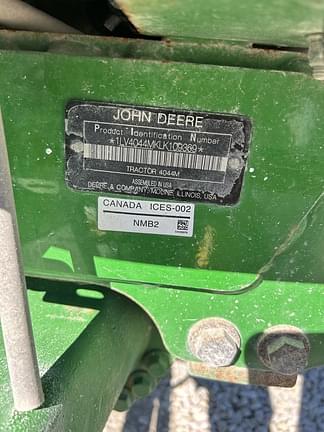 JOHN DEERE
Product Identification Number
*1LV4044MKLK109369*
TRACTOR 4044M
ASSEMBLED IN USA
DEERE & COMPANY MOLINE, ILLINOIS, USA
CANADA ICES-002
NMB2